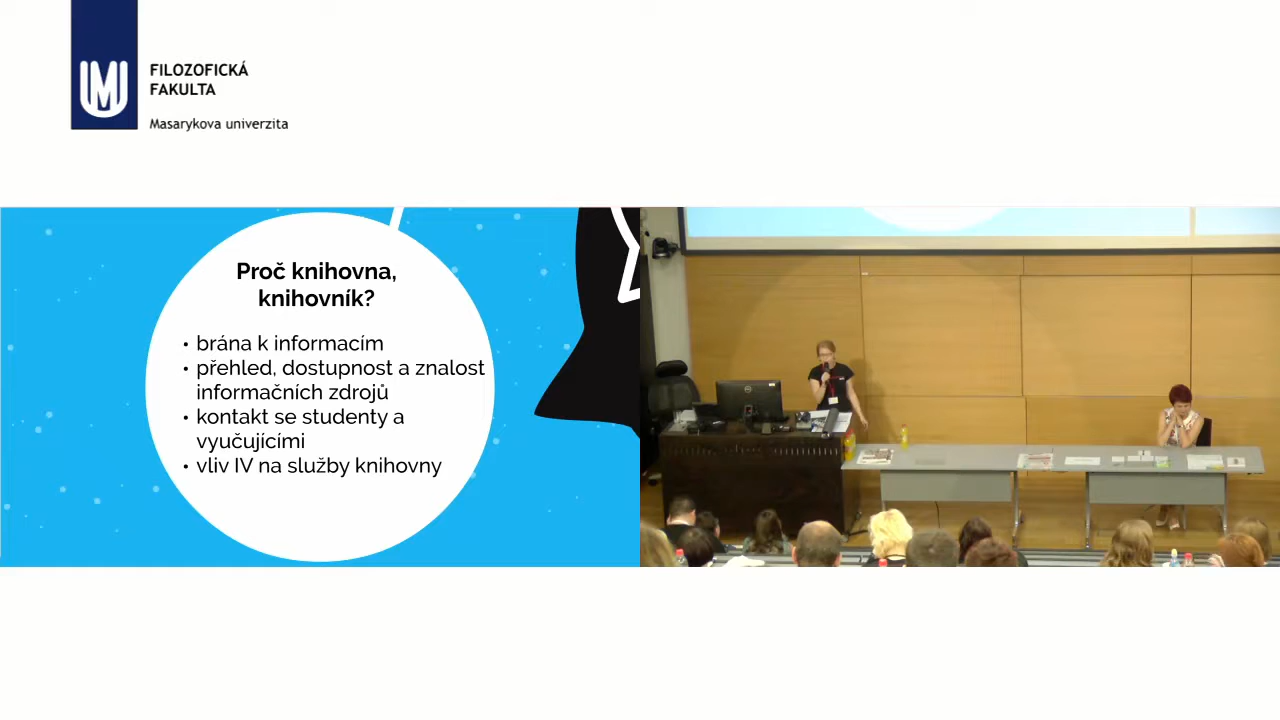 FILOZOFICKÁ
FAKULTA
Masarykova univerzita
Proč knihovna,
knihovník?
• brána k informacím
• přehled, dostupnost a znalost
informačních zdrojů
• kontakt se studenty a
vyučujícími
• vliv IV na služby knihovny